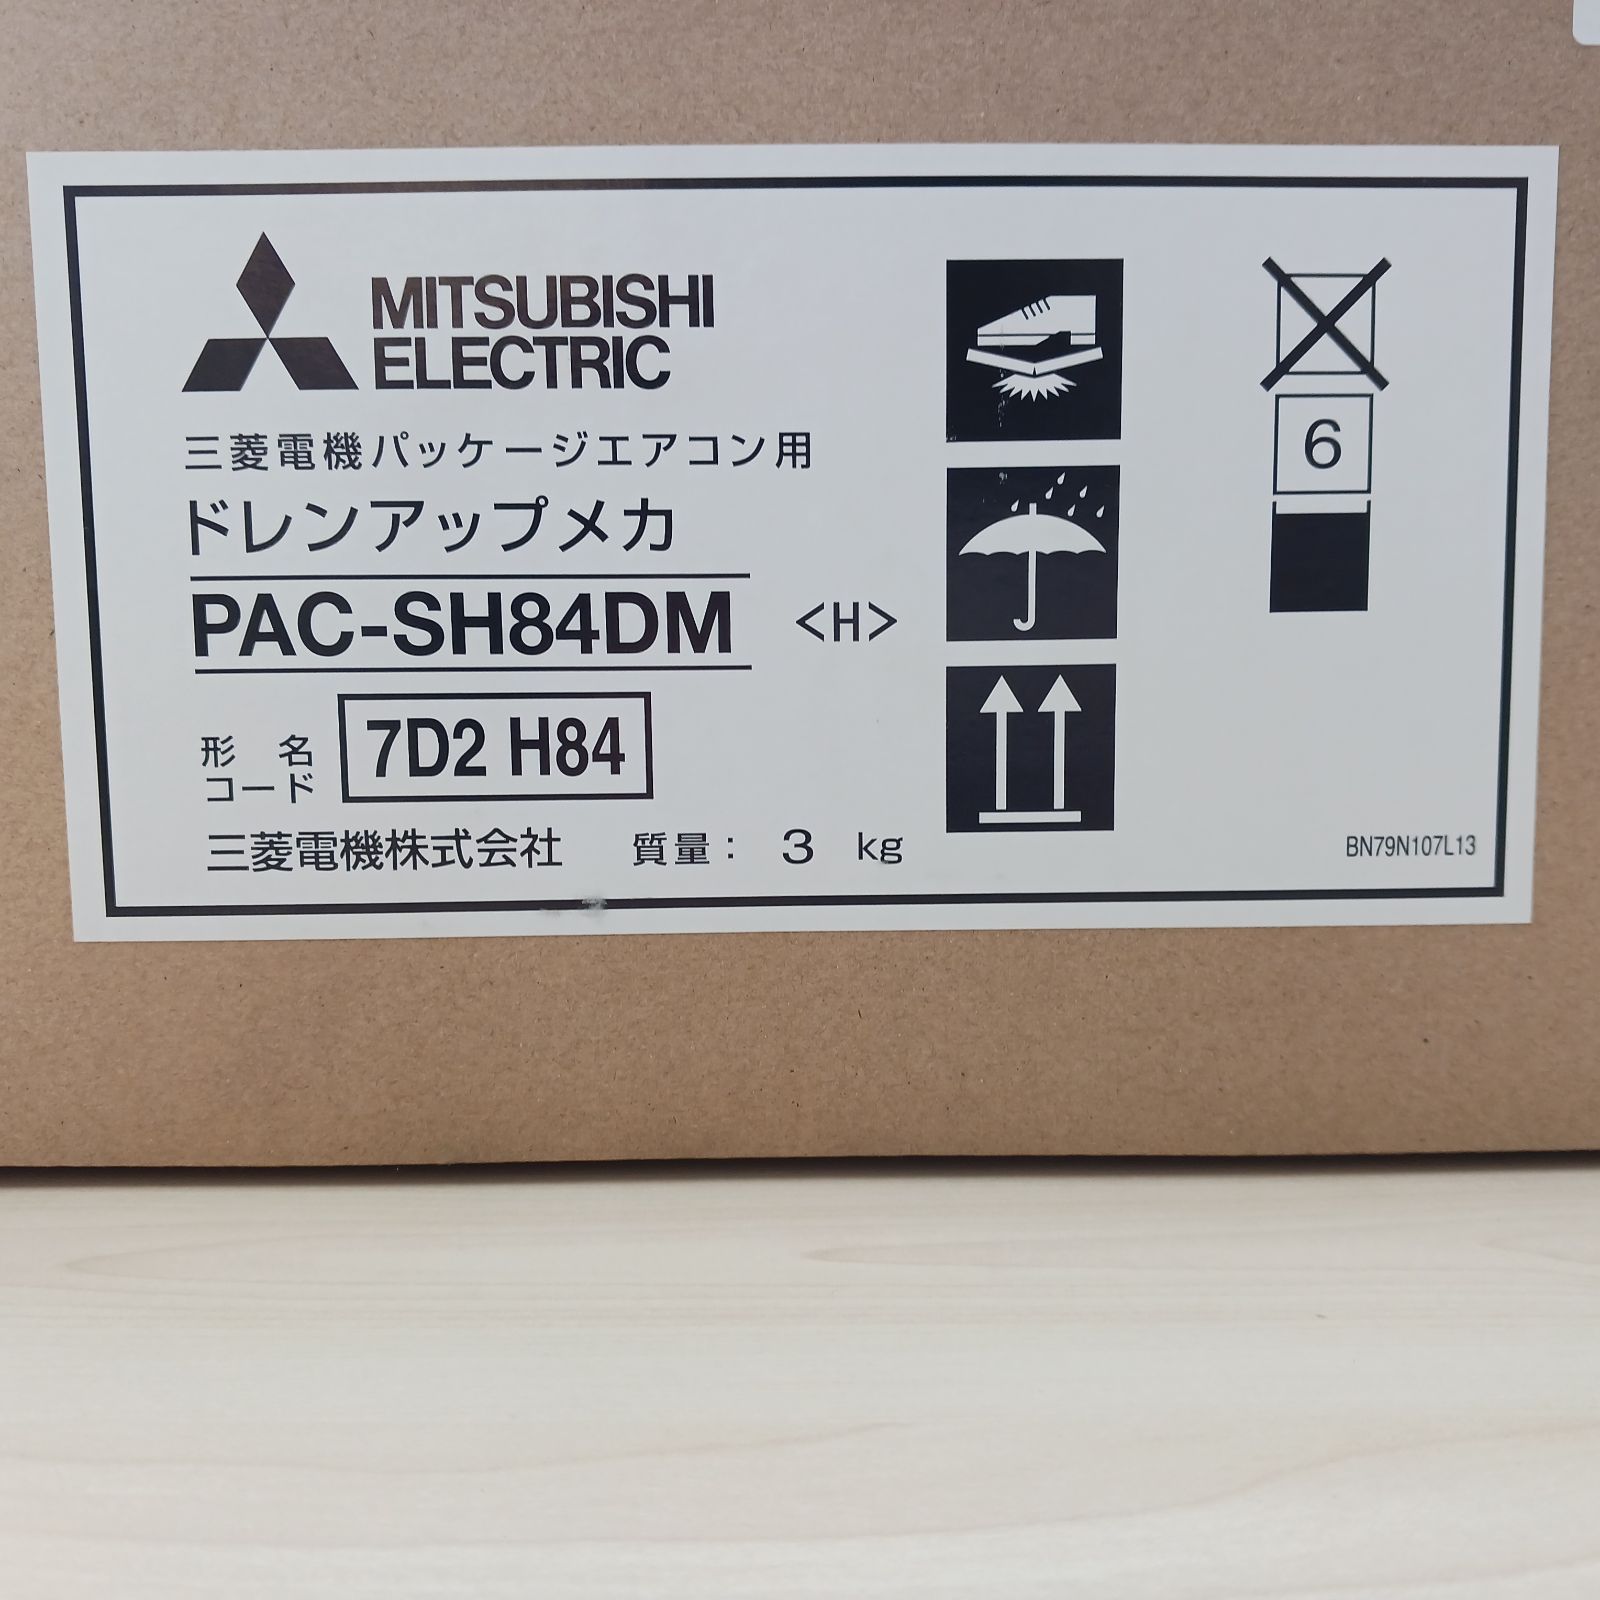 MITSUBISHI
ELECTRIC
三菱電機パッケージエアコン用
ドレンアップメカ
PAC-SH84DM <H>
形名
コード
7D2 H84
三菱電機株式会社 質量: 3 kg
6
BN79N107L13